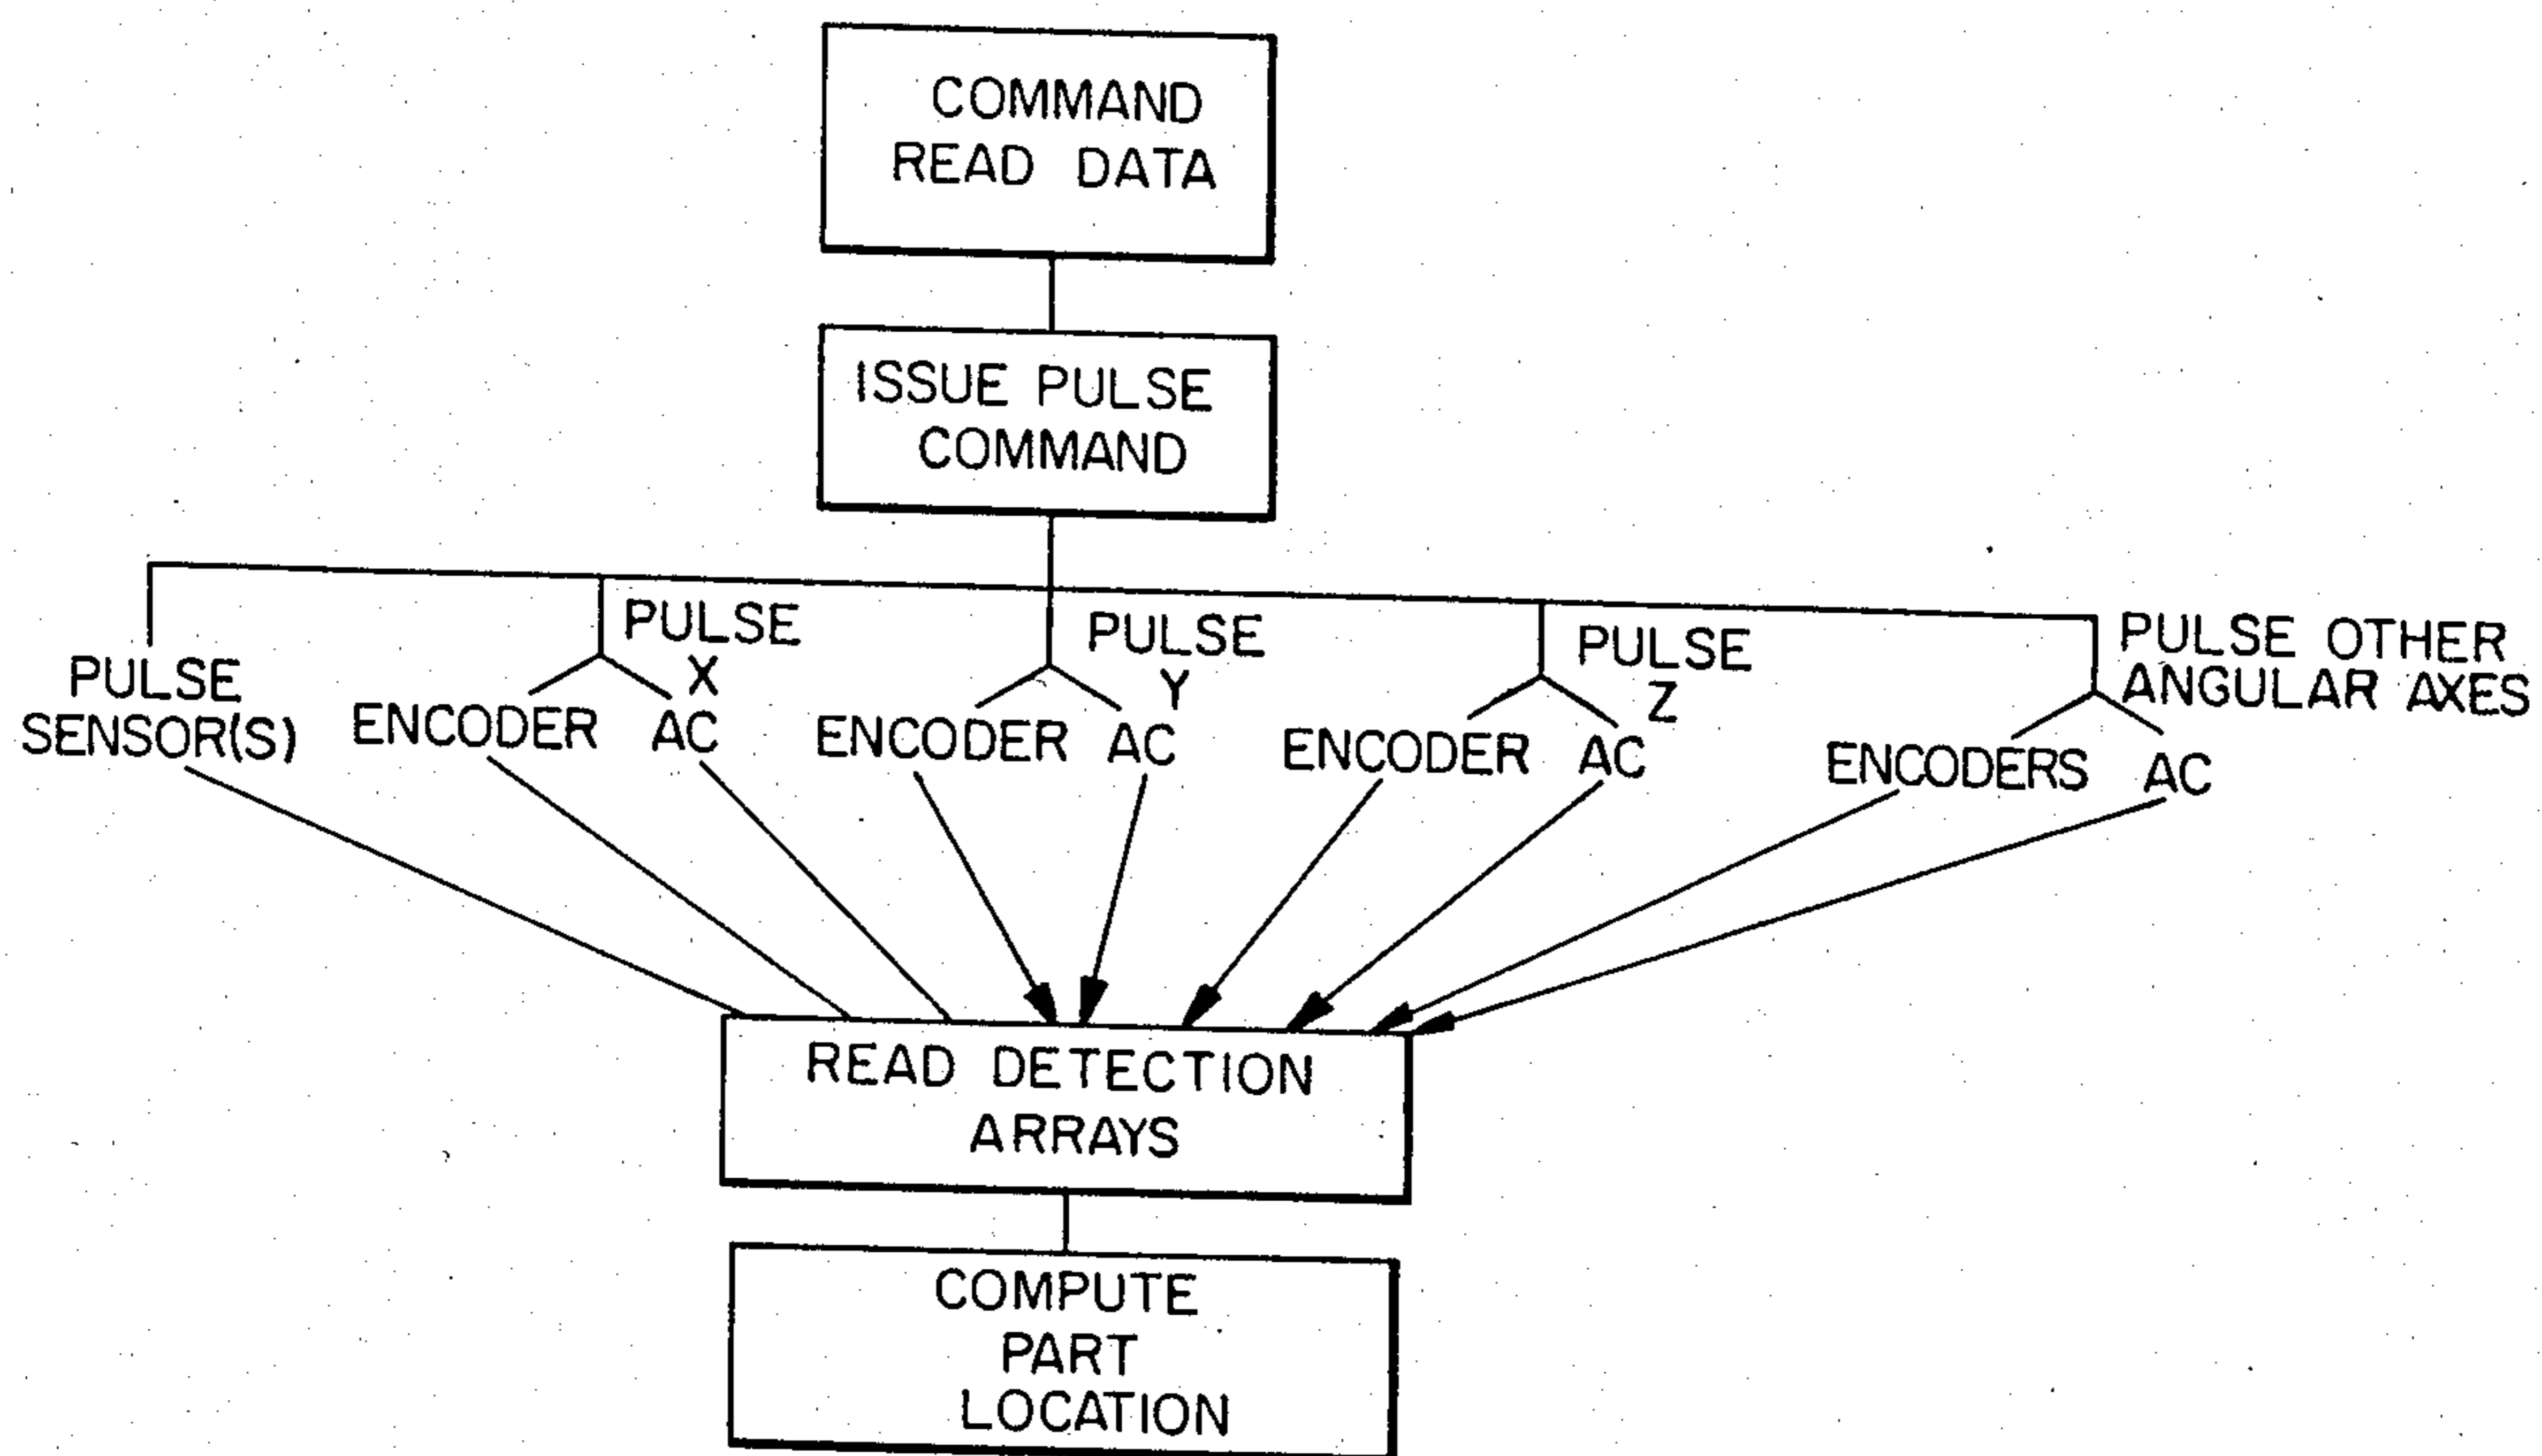 COMMAND
READ DATA
ISSUE PULSE
COMMAND
PULSE
SENSOR(S)
PULSE
X
ENCODER AC
PULSE
Y
ENCODER AC
PULSE
Z
ENCODER AC
PULSE OTHER
ANGULAR AXES
ENCODERS AC
READ DETECTION
ARRAYS
COMPUTE
PART
LOCATION